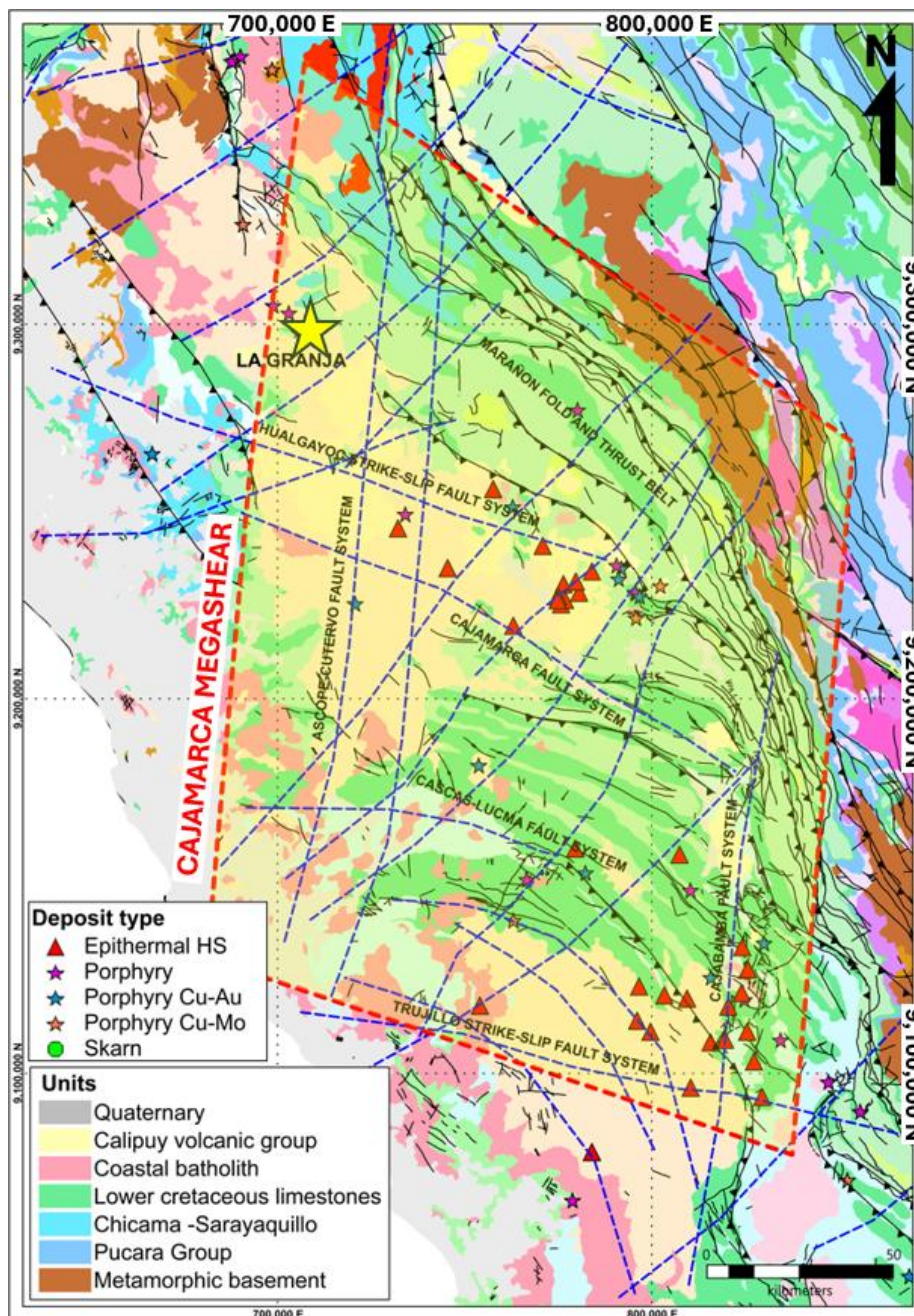 700,000 E
800,000 E
N
9,300,000 N
9,300,000 N
LA GRANJA
MARAÑON FOLD AND THRUST BELT
HUALGAYOC STRIKE-SLIP FAULT SYSTEM
ASCOPE-CUTERVO FAULT SYSTEM
CAJAMARCA MEGASHEAR
CAJAMARCA FAULT SYSTEM
9,200,000 N
9,200,000 N
CASCAS-LUCMA FAULT SYSTEM
CAJABAMBA FAULT SYSTEM
TRUJILLO STRIKE-SLIP FAULT SYSTEM
9,100,000 N
9,100,000 N
Deposit type
Epithermal HS
Porphyry
Porphyry Cu-Au
Porphyry Cu-Mo
Skarn
Units
Quaternary
Calipuy volcanic group
Coastal batholith
Lower cretaceous limestones
Chicama -Sarayaquillo
Pucara Group
Metamorphic basement
0 50
kilometers
700,000 E
800,000 E